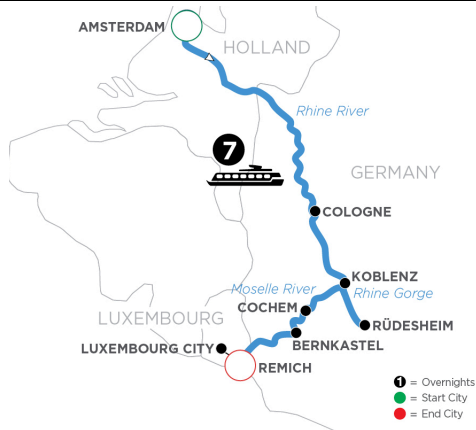 AMSTERDAM
HOLLAND
Rhine River
7
GERMANY
COLOGNE
KOBLENZ
Moselle River
Rhine Gorge
COCHEM
LUXEMBOURG
RÜDESHEIM
BERNKASTEL
LUXEMBOURG CITY
REMICH
1 = Overnights
= Start City
= End City